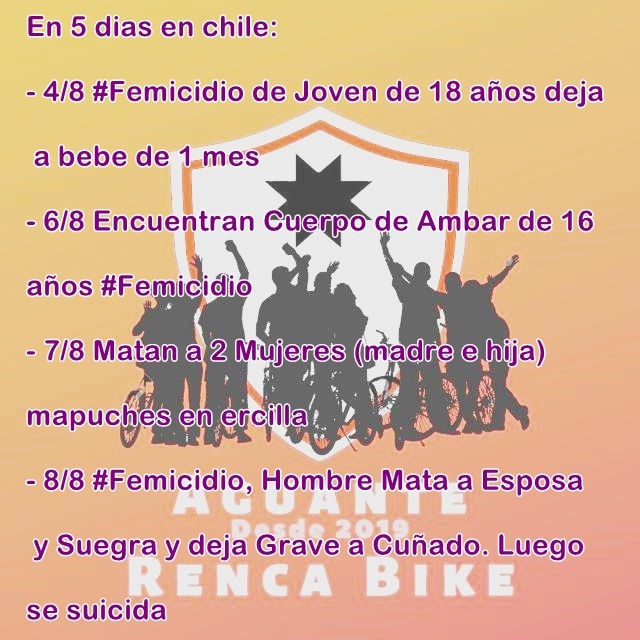 En 5 dias en chile:
- 4/8 #Femicidio de Joven de 18 años deja
a bebe de 1 mes
- 6/8 Encuentran Cuerpo de Ambar de 16
años #Femicidio
- 7/8 Matan a 2 Mujeres (madre e hija)
mapuches en ercilla
- 8/8 #Femicidio, Hombre Mata a Esposa
AGUANTE
Desde 2019
y Suegra y deja Grave a Cuñado. Luego
RENCA BIKE
se suicida